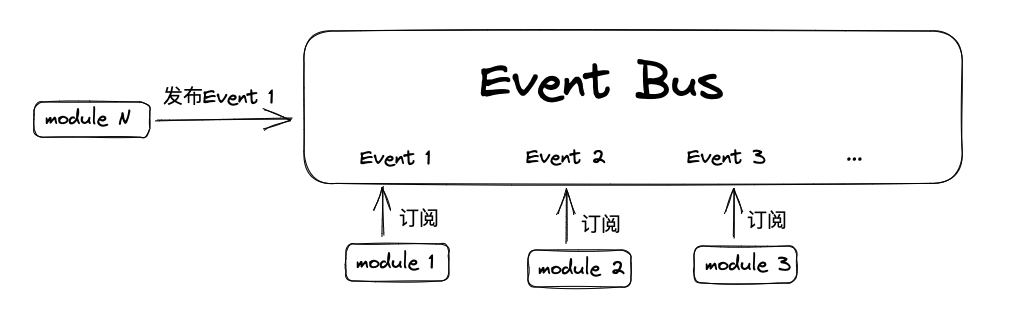 Event Bus
发布Event 1
module N
Event 1
Event 2
Event 3
...
订阅
订阅
订阅
module 1
module 2
module 3